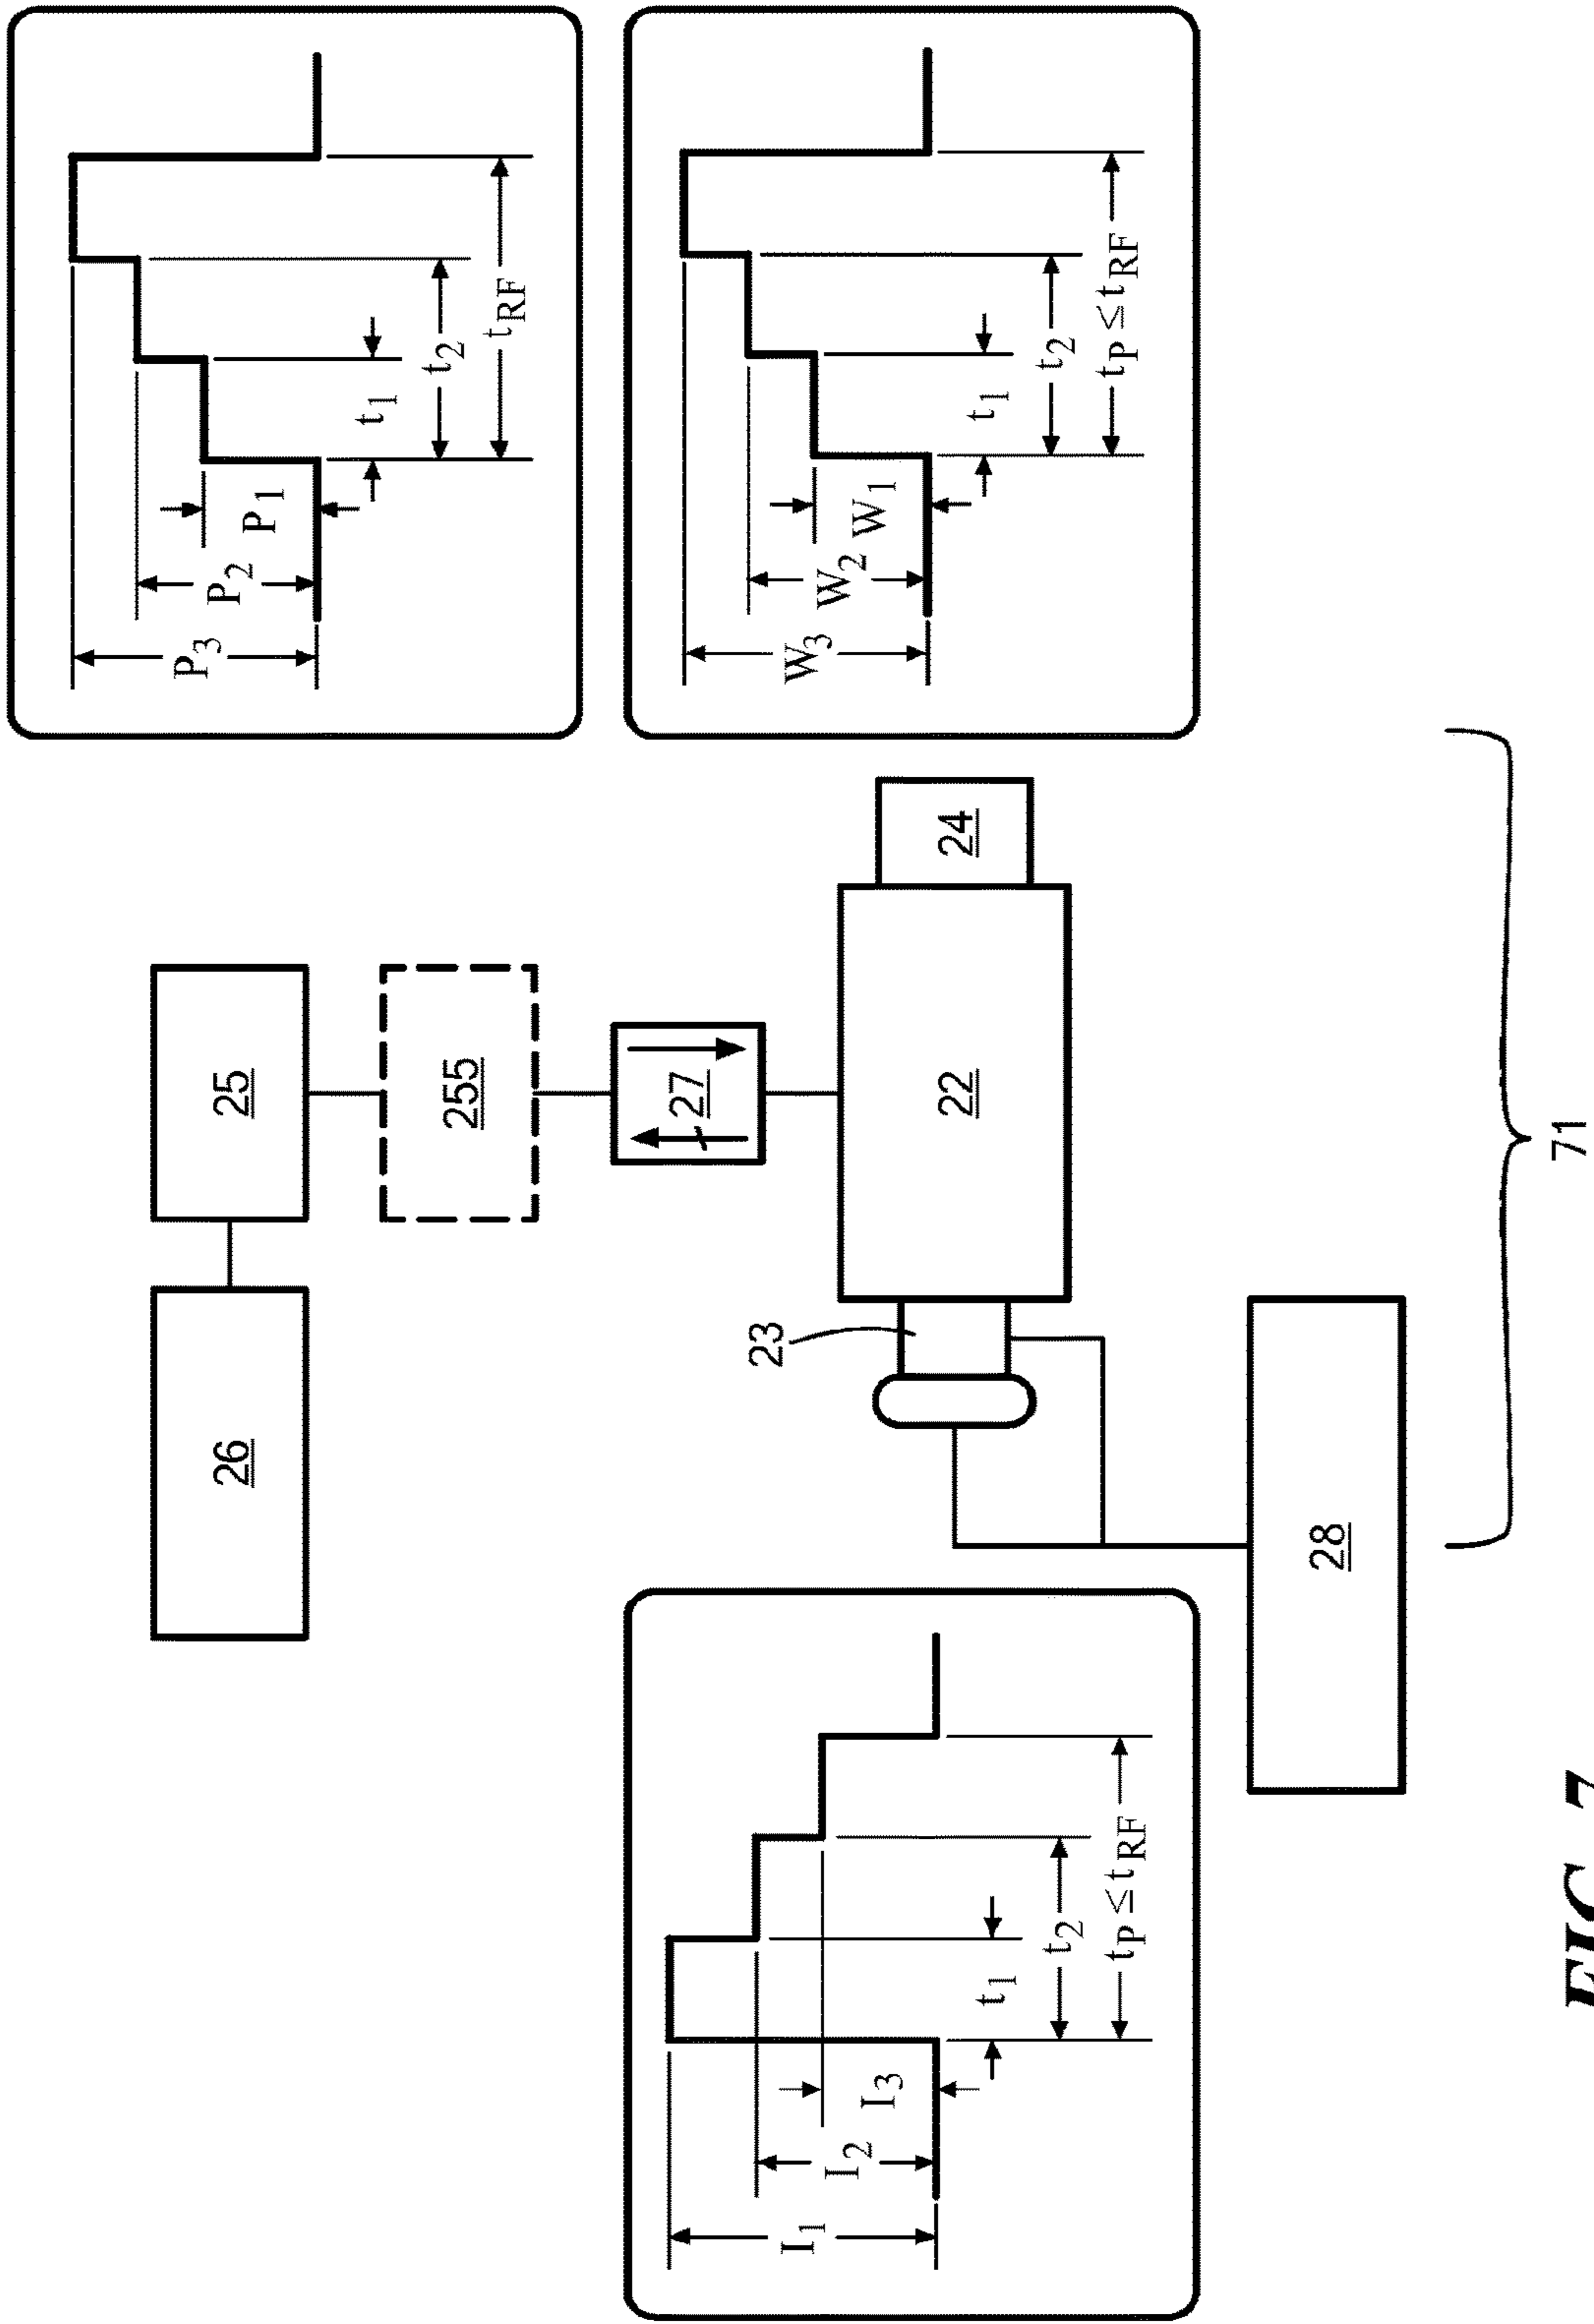 P₃
P₂
P₁
t₁
t₂
tRF
W₃
W₂
W₁
t₁
t₂
tP ≤ tRF
26
25
255
27
23
22
24
I₁
I₂
I₃
t₁
t₂
tP ≤ tRF
28
71
FIG. 7